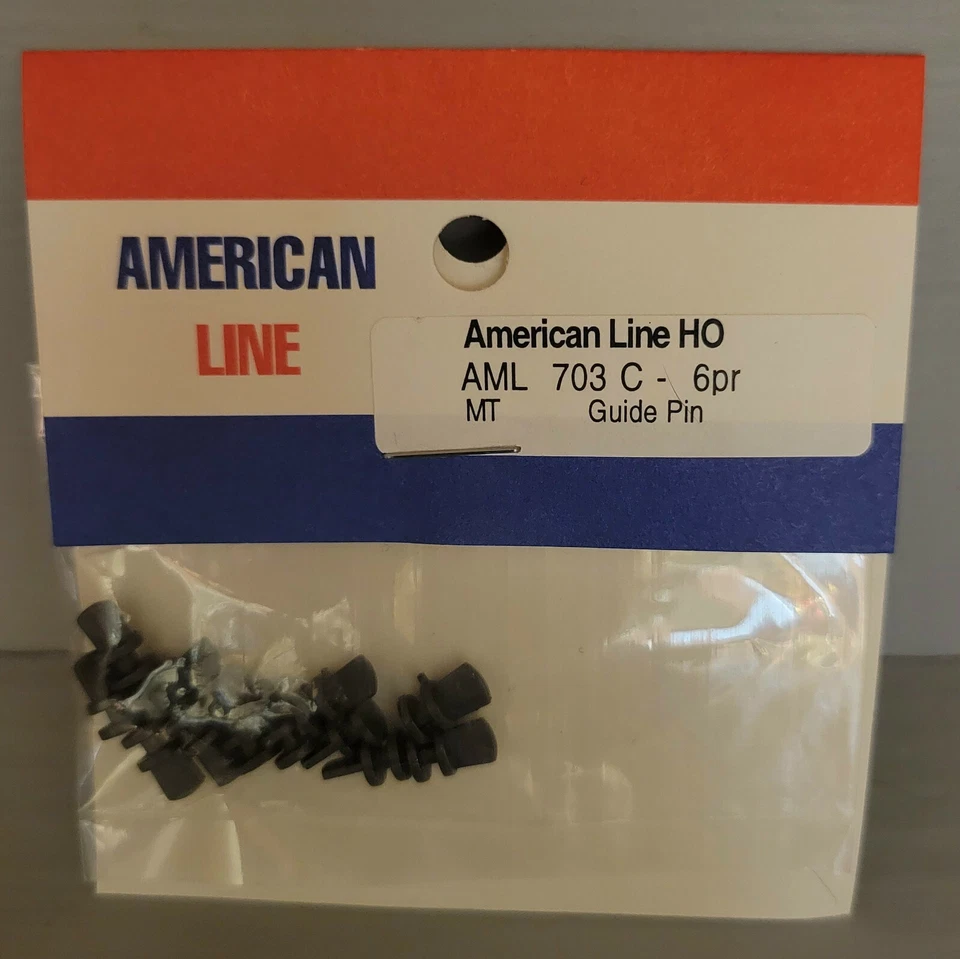 AMERICAN
LINE
American Line HO
AML 703 C - 6pr
MT Guide Pin